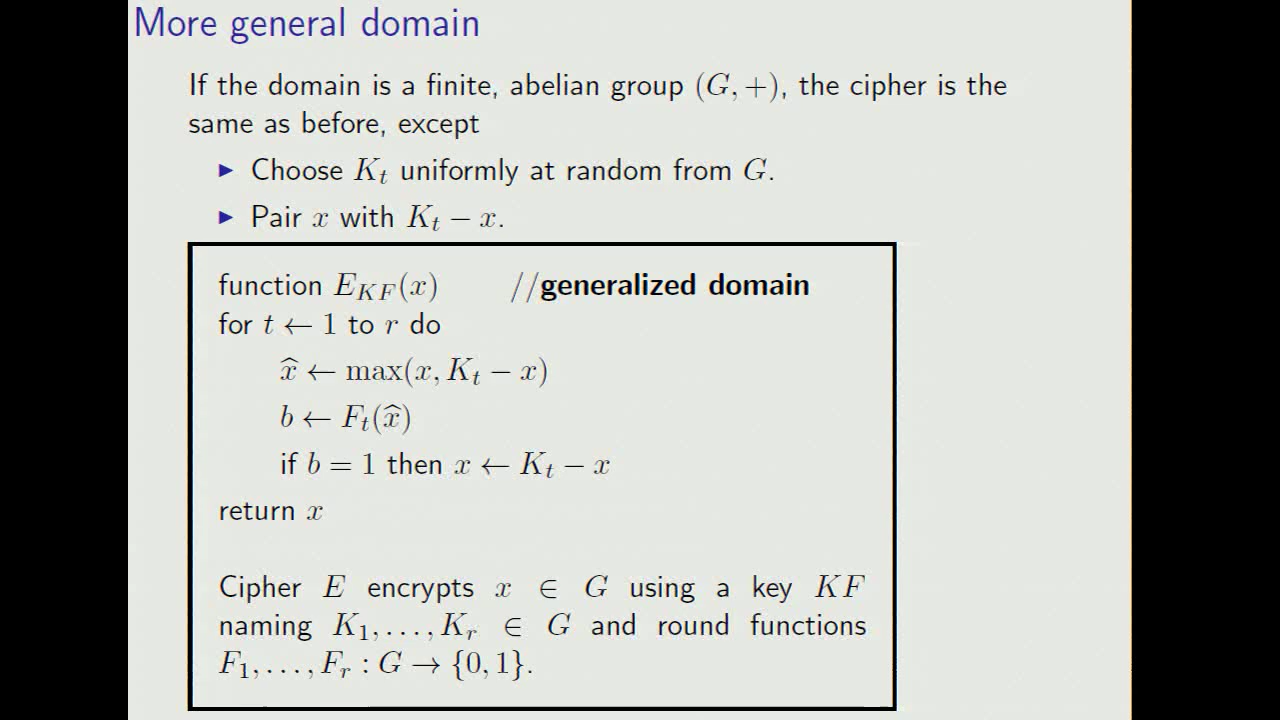 More general domain
If the domain is a finite, abelian group (G, +), the cipher is the
same as before, except
▶ Choose K_t uniformly at random from G.
▶ Pair x with K_t − x.
function E_{KF}(x) //generalized domain
for t ← 1 to r do
x̂ ← max(x, K_t − x)
b ← F_t(x̂)
if b = 1 then x ← K_t − x
return x
Cipher E encrypts x ∈ G using a key KF
naming K_1, . . . , K_r ∈ G and round functions
F_1, . . . , F_r : G → {0, 1}.